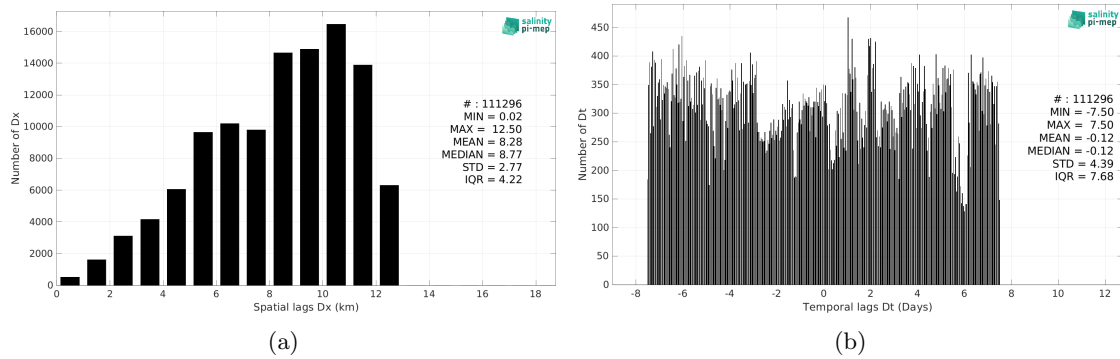 salinity
pi-mep
16000
14000
12000
10000
8000
6000
4000
2000
0
Number of Dx
# : 111296
MIN = 0.02
MAX = 12.50
MEAN = 8.28
MEDIAN = 8.77
STD = 2.77
IQR = 4.22
0 2 4 6 8 10 12 14 16 18
Spatial lags Dx (km)
(a)
salinity
pi-mep
450
400
350
300
250
200
150
100
50
0
Number of Dt
# : 111296
MIN = -7.50
MAX = 7.50
MEAN = -0.12
MEDIAN = -0.12
STD = 4.39
IQR = 7.68
-8 -6 -4 -2 0 2 4 6 8 10 12
Temporal lags Dt (Days)
(b)